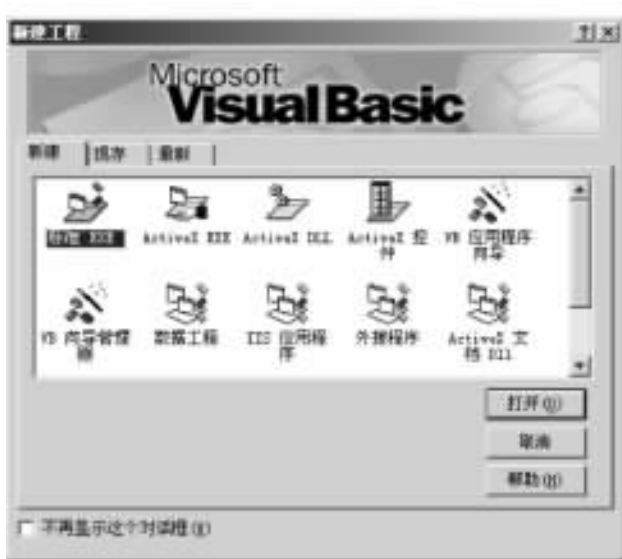 新建工程
Microsoft
Visual Basic
新建 现存 最新
标准 EXE
ActiveX EXE
ActiveX DLL
ActiveX 控件
VB 应用程序向导
VB 向导管理器
数据工程
IIS 应用程序
外接程序
ActiveX 文档 Dll
打开(O)
取消
帮助(H)
不再显示这个对话框(D)